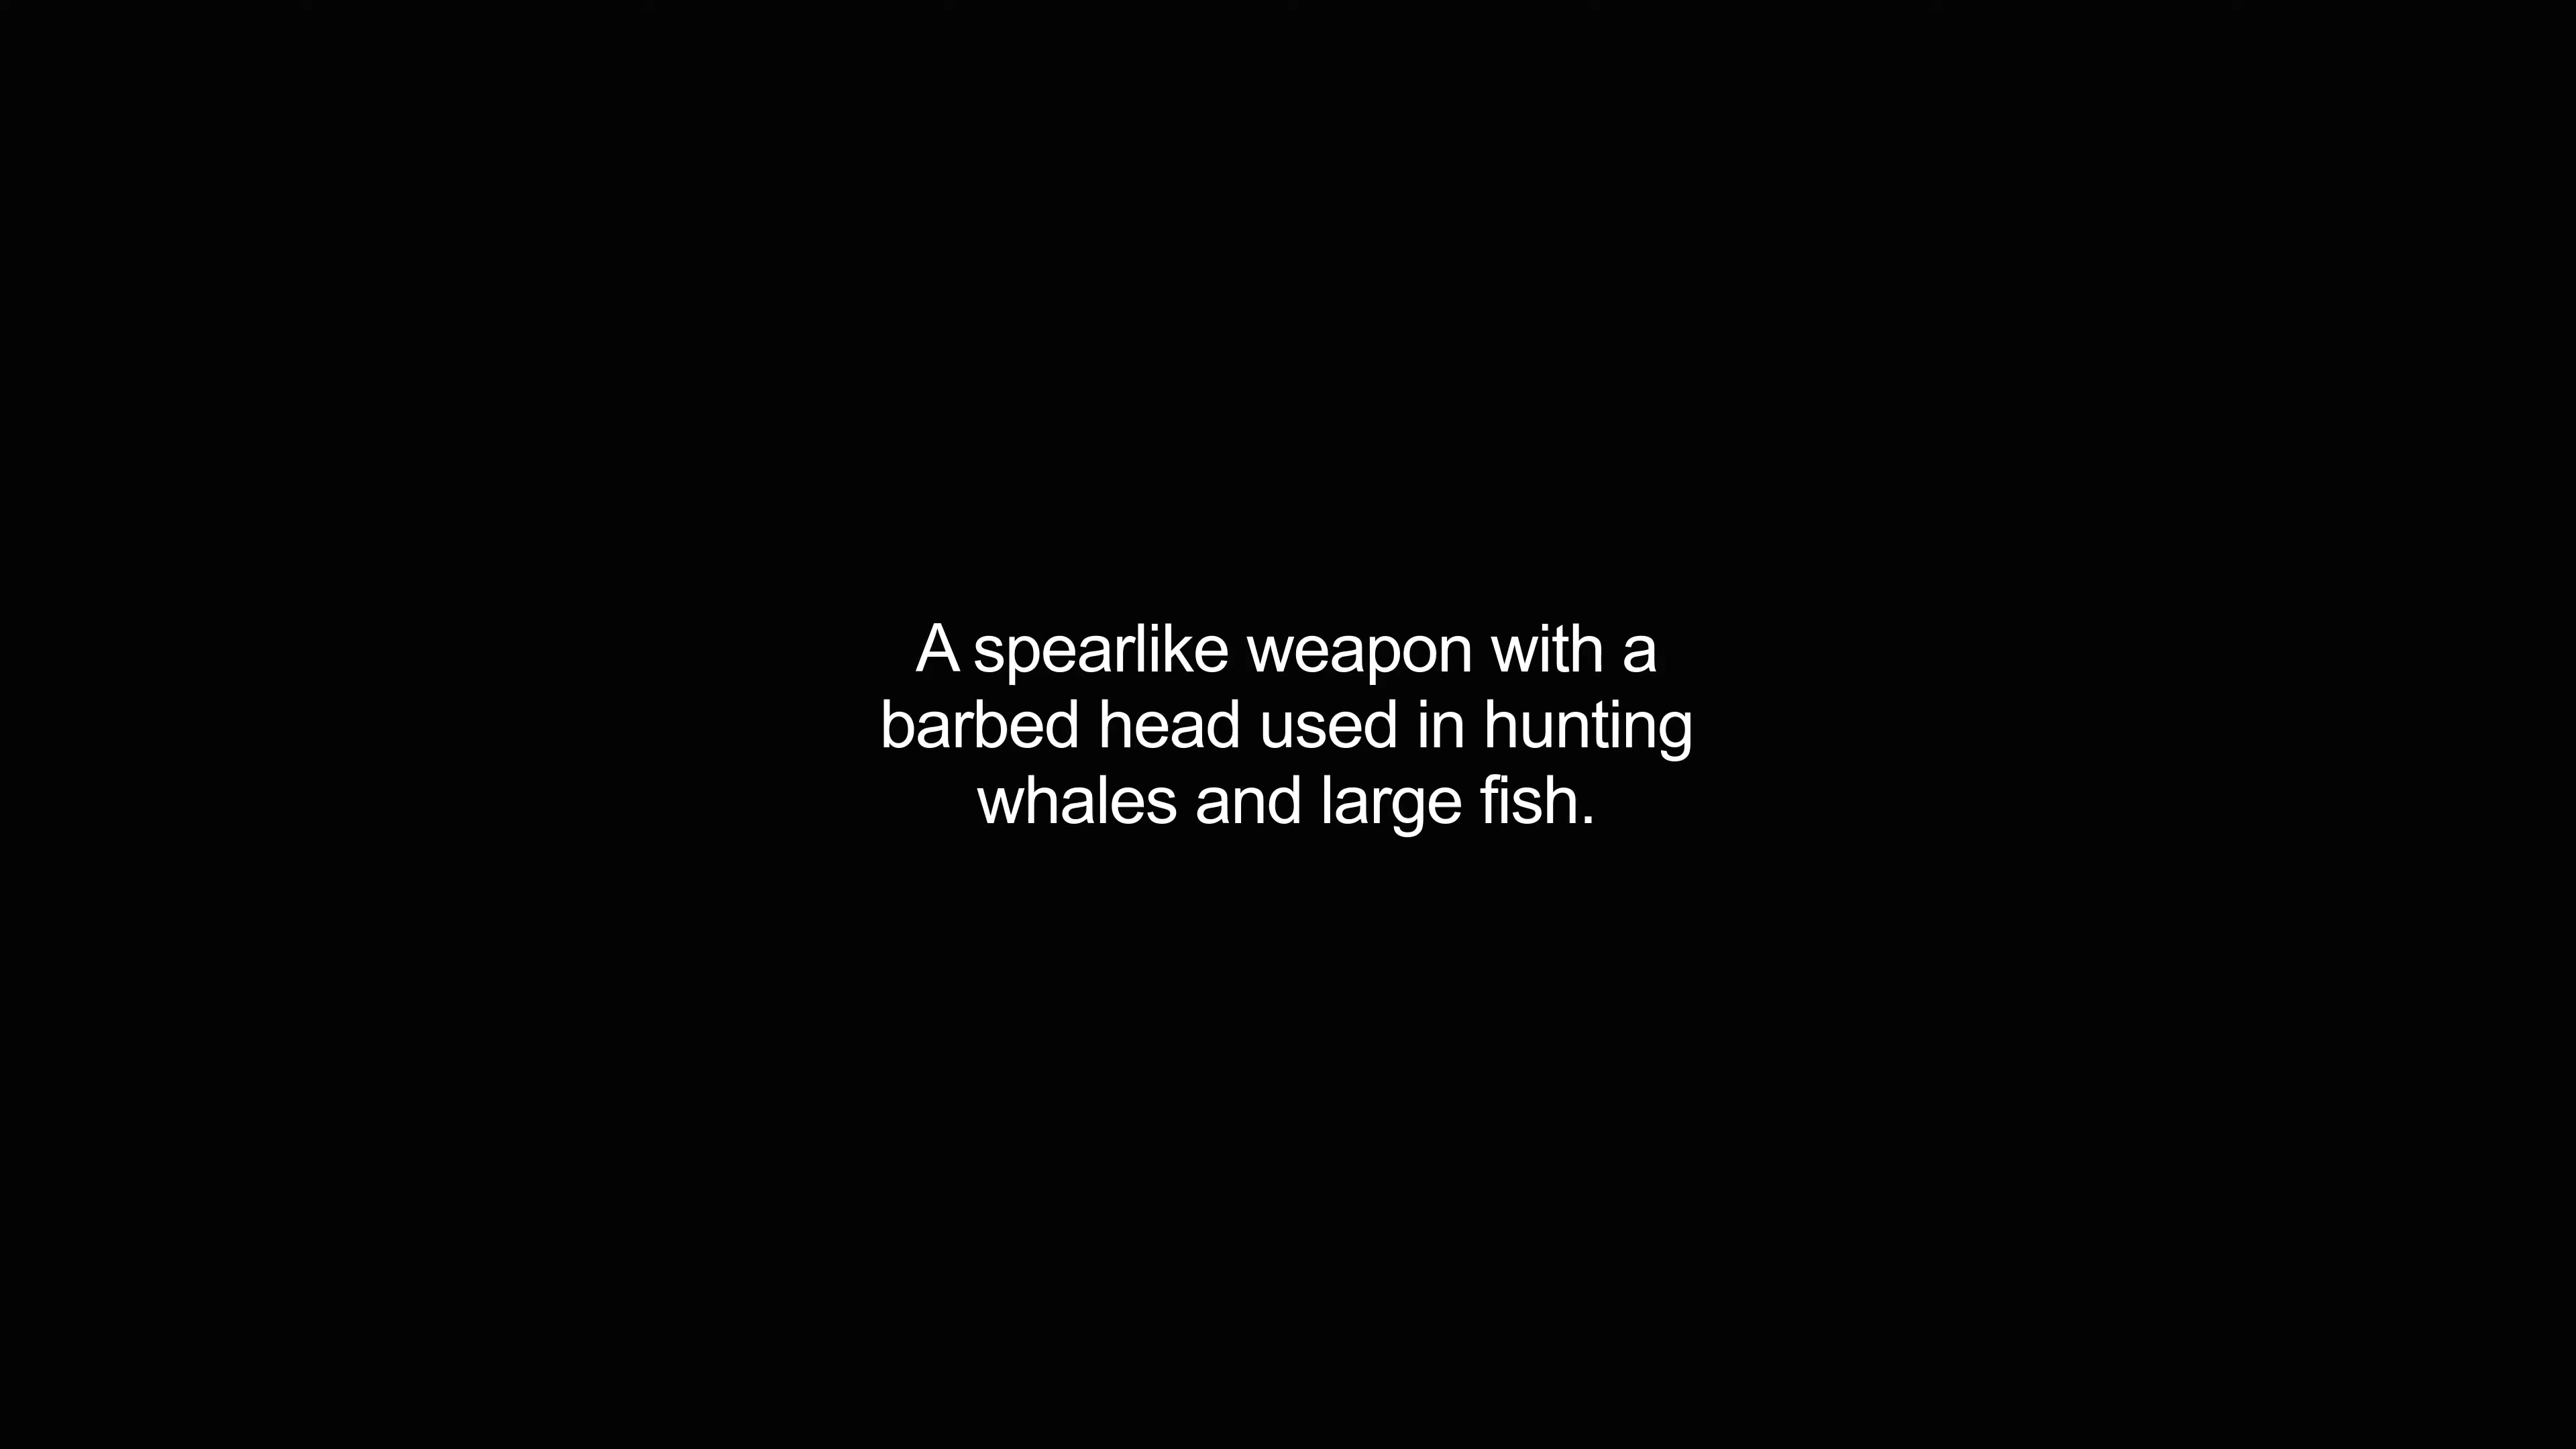 A spearlike weapon with a
barbed head used in hunting
whales and large fish.